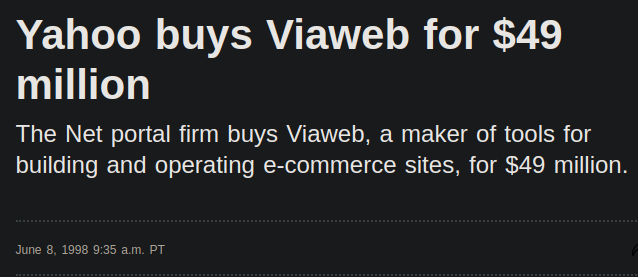 Yahoo buys Viaweb for $49
million
The Net portal firm buys Viaweb, a maker of tools for
building and operating e-commerce sites, for $49 million.
June 8, 1998 9:35 a.m. PT